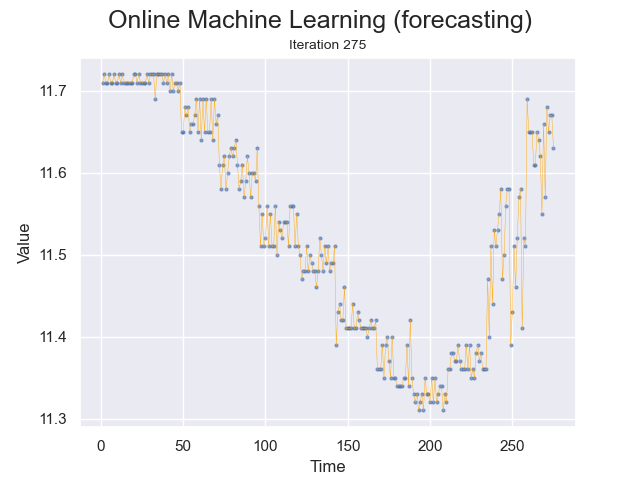 Online Machine Learning (forecasting)
Iteration 275
11.7
11.6
11.5
11.4
11.3
Value
0 50 100 150 200 250
Time